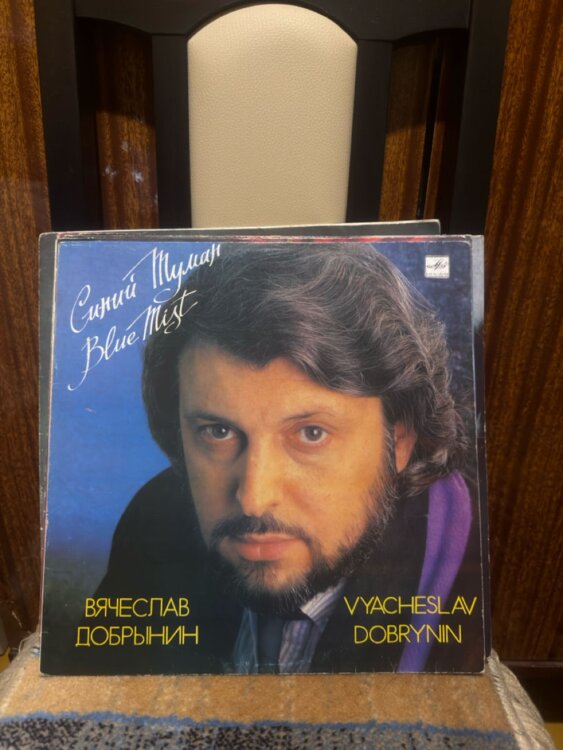 Синий Туман
Blue Mist
ВЯЧЕСЛАВ
ДОБРЫНИН
VYACHESLAV
DOBRYNIN